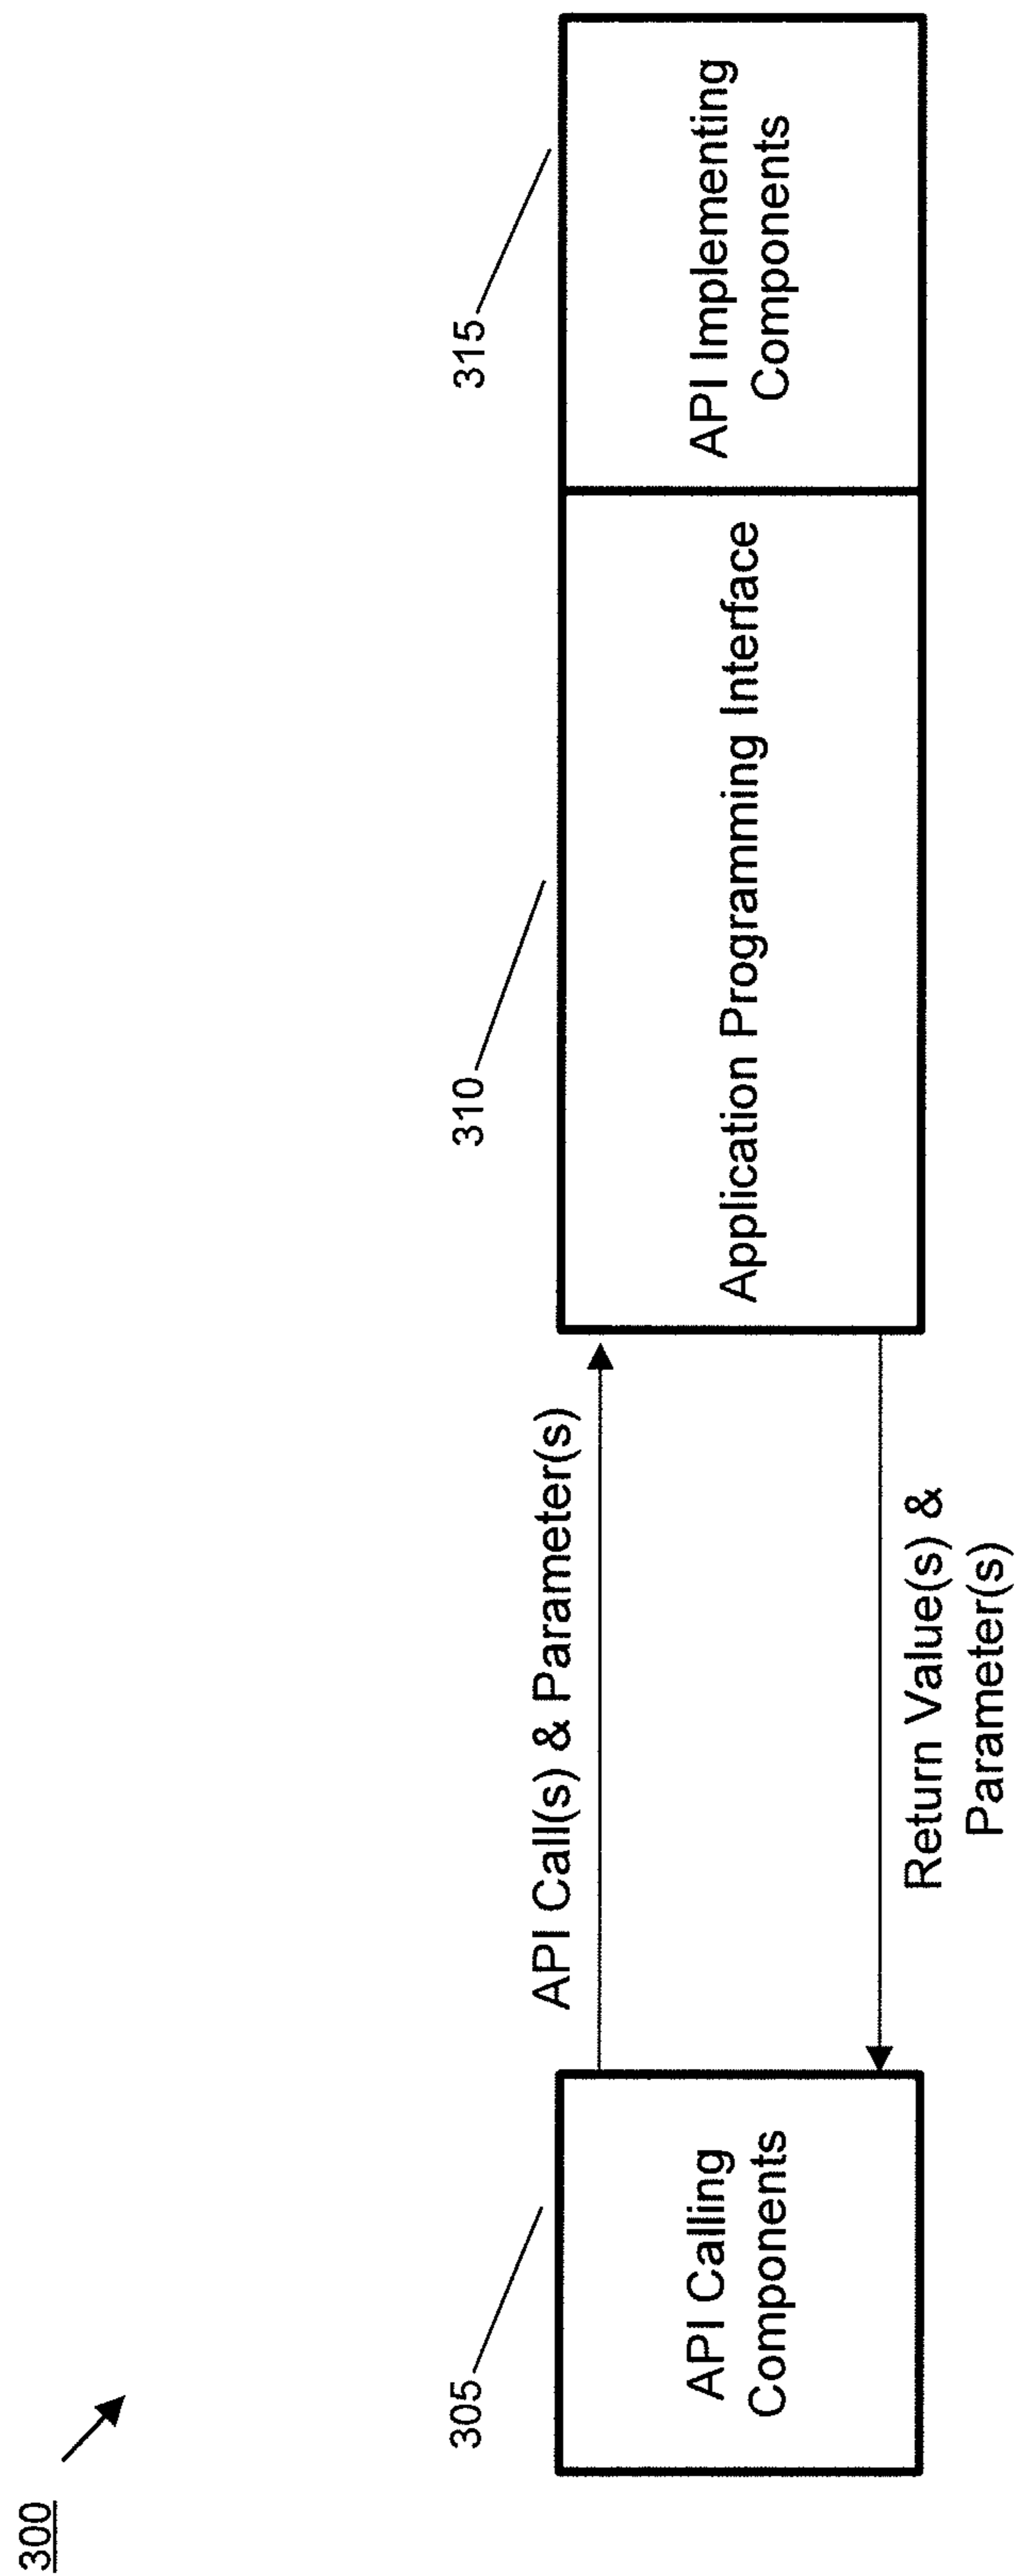 300
305
API Calling
Components
API Call(s) & Parameter(s)
Return Value(s) &
Parameter(s)
310
Application Programming Interface
315
API Implementing
Components